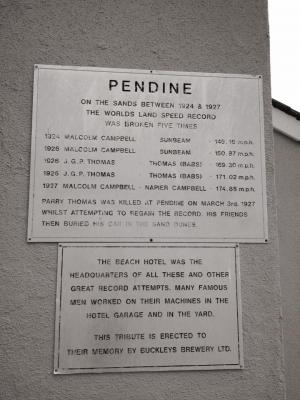 PENDINE
ON THE SANDS BETWEEN 1924 & 1927
THE WORLDS LAND SPEED RECORD
WAS BROKEN FIVE TIMES
1924 MALCOLM CAMPBELL SUNBEAM - 146.16 m.p.h.
1925 MALCOLM CAMPBELL SUNBEAM - 150.87 m.p.h.
1926 J.G.P. THOMAS - THOMAS (BABS) - 169.30 m.p.h.
1926 J.G.P. THOMAS - THOMAS (BABS) - 171.02 m.p.h.
1927 MALCOLM CAMPBELL - NAPIER CAMPBELL - 174.88 m.p.h.
PARRY THOMAS WAS KILLED AT PENDINE ON MARCH 3rd. 1927
WHILST ATTEMPTING TO REGAIN THE RECORD. HIS FRIENDS
THEN BURIED HIS CAR IN THE SAND DUNES.
THE BEACH HOTEL WAS THE
HEADQUARTERS OF ALL THESE AND OTHER
GREAT RECORD ATTEMPTS. MANY FAMOUS
MEN WORKED ON THEIR MACHINES IN THE
HOTEL GARAGE AND IN THE YARD.
THIS TRIBUTE IS ERECTED TO
THEIR MEMORY BY BUCKLEYS BREWERY LTD.